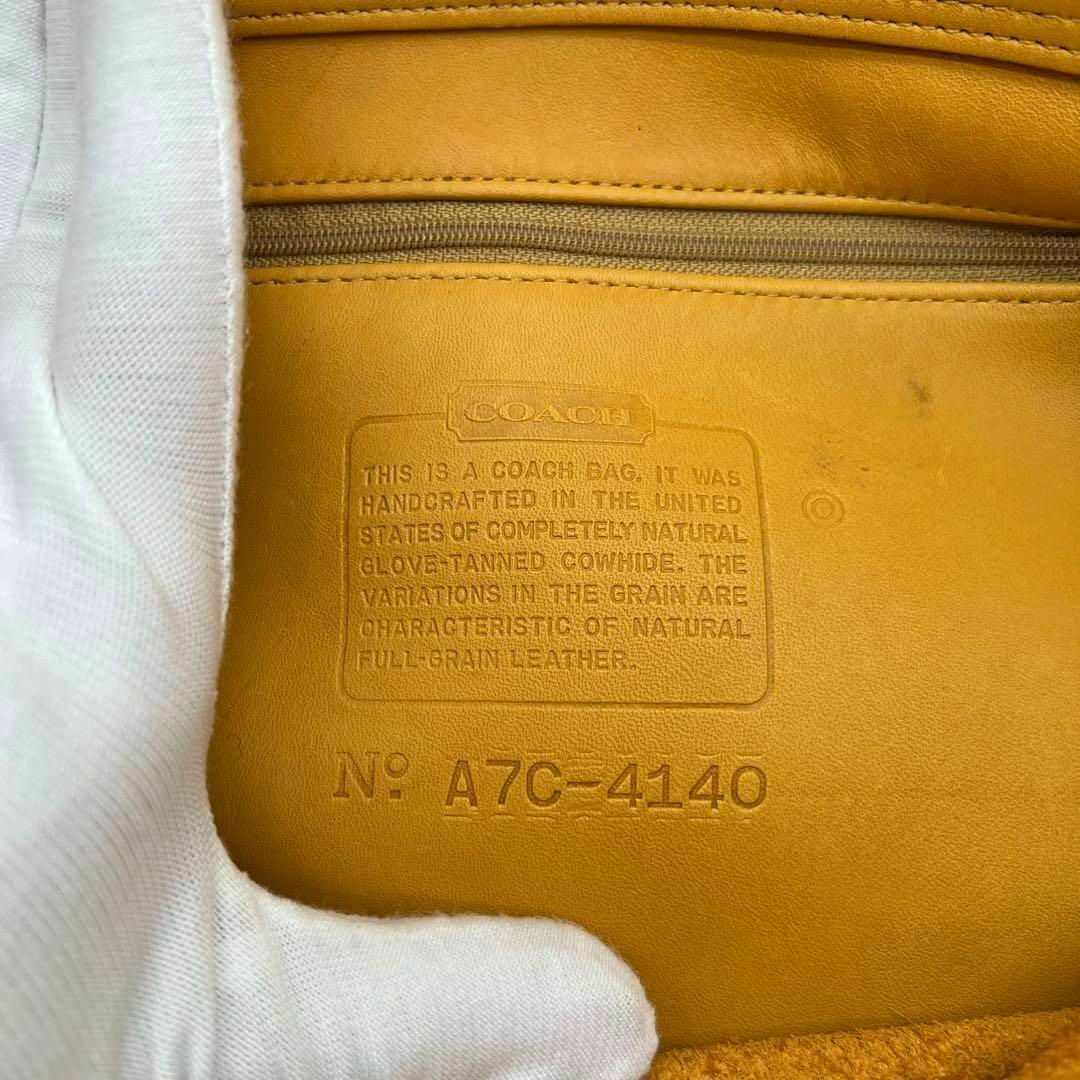 COACH
THIS IS A COACH BAG. IT WAS
HANDCRAFTED IN THE UNITED
STATES OF COMPLETELY NATURAL
GLOVE-TANNED COWHIDE. THE
VARIATIONS IN THE GRAIN ARE
CHARACTERISTIC OF NATURAL
FULL-GRAIN LEATHER.
Nº A7C-4140